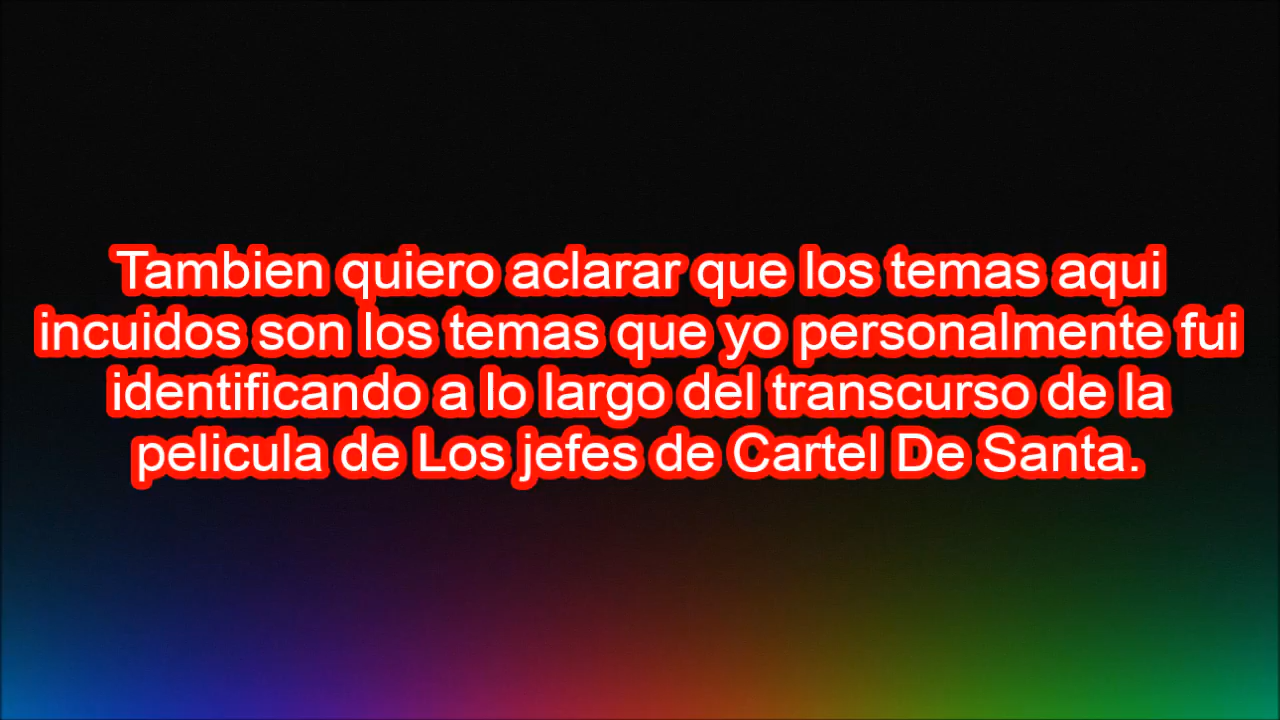 Tambien quiero aclarar que los temas aqui
incuidos son los temas que yo personalmente fui
identificando a lo largo del transcurso de la
pelicula de Los jefes de Cartel De Santa.